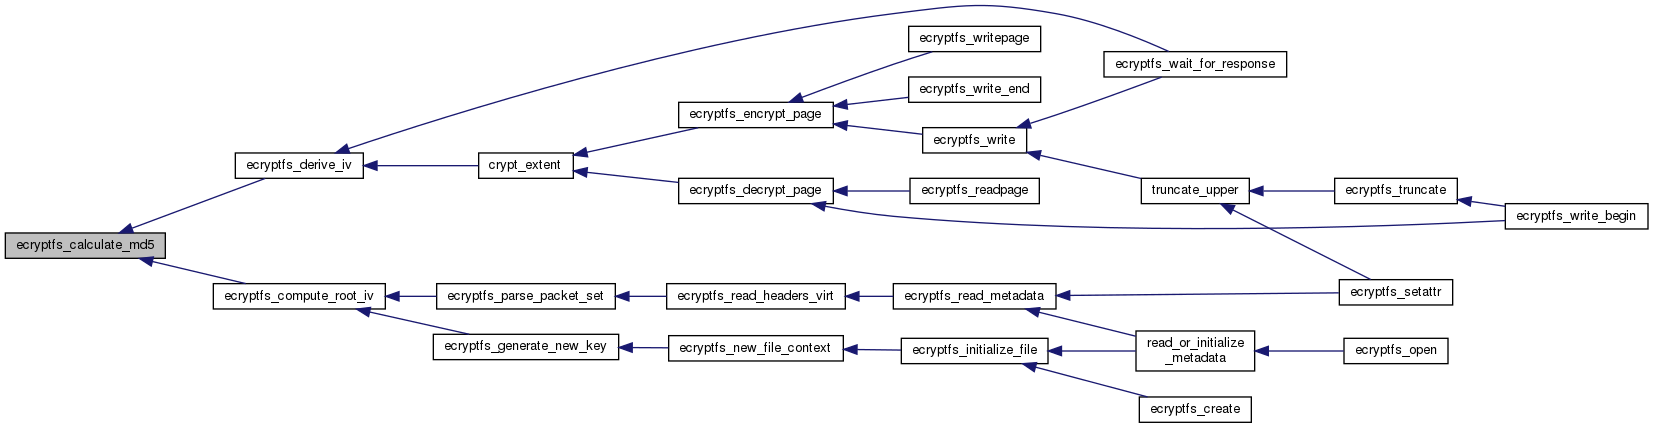 ecryptfs_writepage
ecryptfs_wait_for_response
ecryptfs_write_end
ecryptfs_encrypt_page
ecryptfs_write
ecryptfs_derive_iv
crypt_extent
ecryptfs_decrypt_page
ecryptfs_readpage
truncate_upper
ecryptfs_truncate
ecryptfs_write_begin
ecryptfs_calculate_md5
ecryptfs_compute_root_iv
ecryptfs_parse_packet_set
ecryptfs_read_headers_virt
ecryptfs_read_metadata
ecryptfs_setattr
ecryptfs_generate_new_key
ecryptfs_new_file_context
ecryptfs_initialize_file
read_or_initialize
_metadata
ecryptfs_open
ecryptfs_create